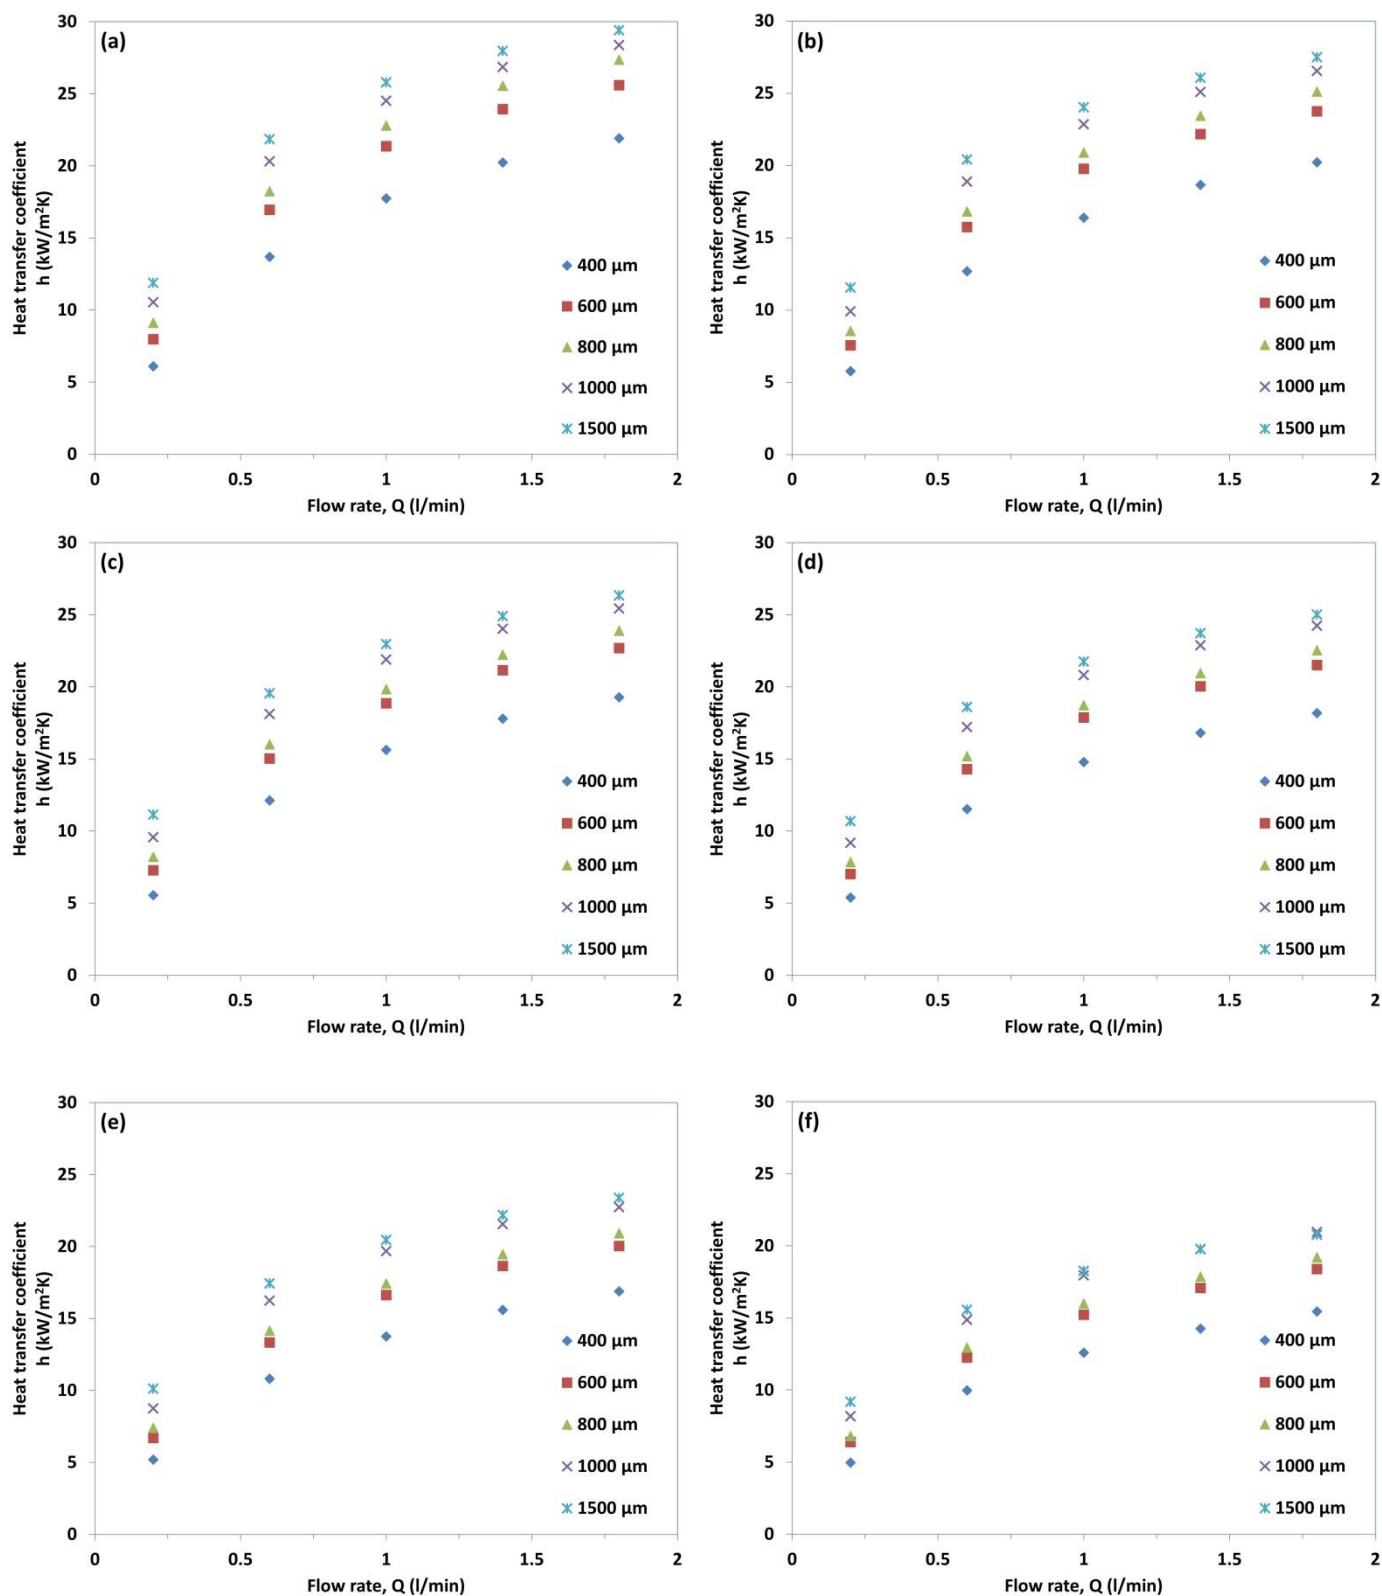 (a)
30
25
20
15
10
5
0
Heat transfer coefficient
h (kW/m²K)
400 µm
600 µm
800 µm
1000 µm
1500 µm
0 0.5 1 1.5 2
Flow rate, Q (l/min)
(b)
30
25
20
15
10
5
0
Heat transfer coefficient
h (kW/m²K)
400 µm
600 µm
800 µm
1000 µm
1500 µm
0 0.5 1 1.5 2
Flow rate, Q (l/min)
(c)
30
25
20
15
10
5
0
Heat transfer coefficient
h (kW/m²K)
400 µm
600 µm
800 µm
1000 µm
1500 µm
0 0.5 1 1.5 2
Flow rate, Q (l/min)
(d)
30
25
20
15
10
5
0
Heat transfer coefficient
h (kW/m²K)
400 µm
600 µm
800 µm
1000 µm
1500 µm
0 0.5 1 1.5 2
Flow rate, Q (l/min)
(e)
30
25
20
15
10
5
0
Heat transfer coefficient
h (kW/m²K)
400 µm
600 µm
800 µm
1000 µm
1500 µm
0 0.5 1 1.5 2
Flow rate, Q (l/min)
(f)
30
25
20
15
10
5
0
Heat transfer coefficient
h (kW/m²K)
400 µm
600 µm
800 µm
1000 µm
1500 µm
0 0.5 1 1.5 2
Flow rate, Q (l/min)